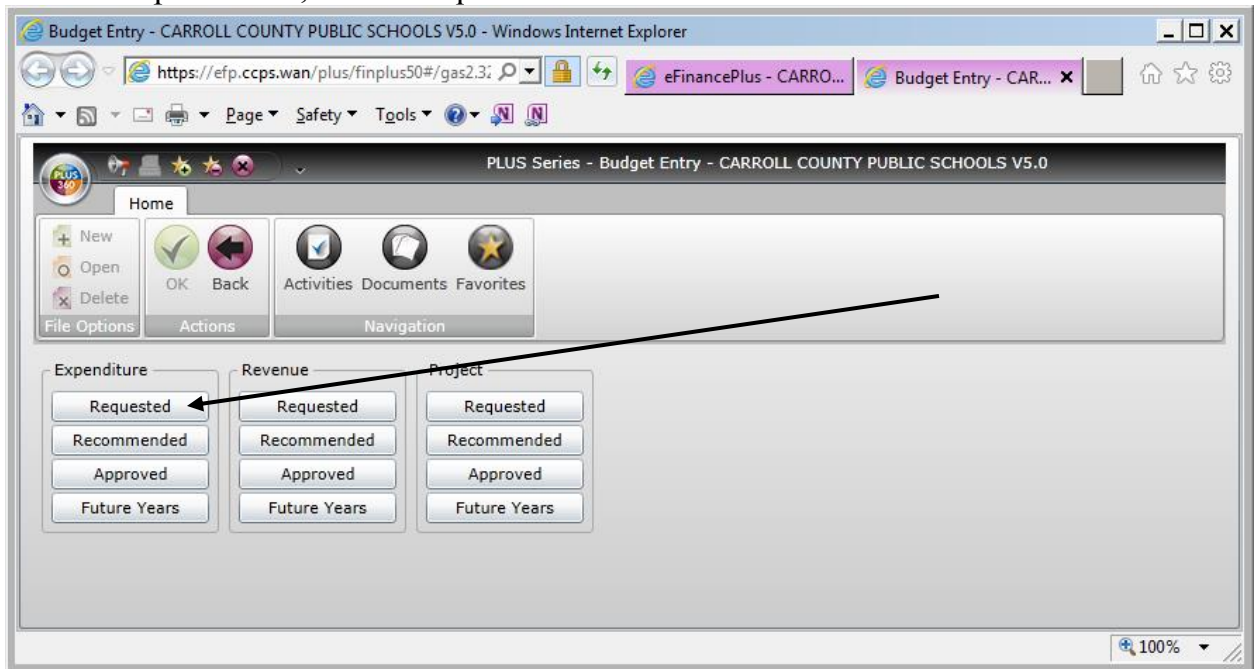 Budget Entry - CARROLL COUNTY PUBLIC SCHOOLS V5.0 - Windows Internet Explorer
https://efp.ccps.wan/plus/finplus50#/gas2.32
eFinancePlus - CARRO...
Budget Entry - CAR...
Page Safety Tools
PLUS 360
PLUS Series - Budget Entry - CARROLL COUNTY PUBLIC SCHOOLS V5.0
Home
New
Open
Delete
File Options
OK Back
Actions
Activities Documents Favorites
Navigation
Expenditure
Requested
Recommended
Approved
Future Years
Revenue
Requested
Recommended
Approved
Future Years
Project
Requested
Recommended
Approved
Future Years
100%